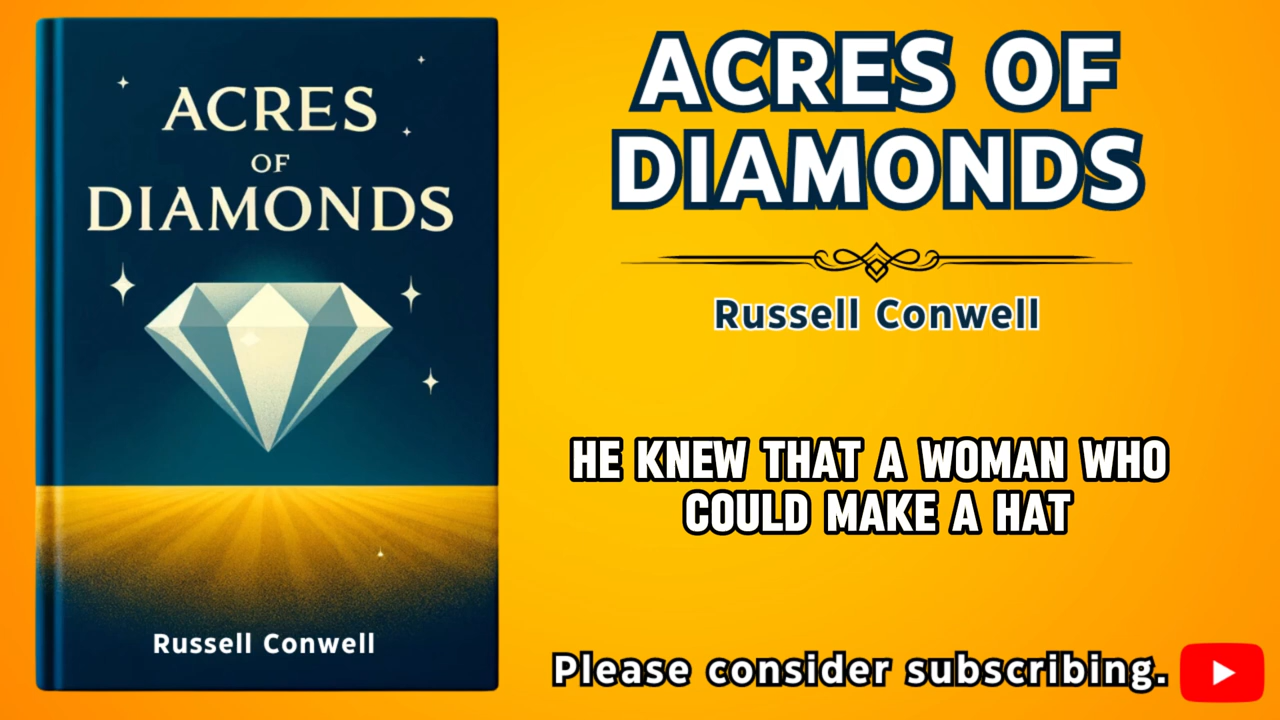 ACRES
OF
DIAMONDS
Russell Conwell
ACRES OF
DIAMONDS
Russell Conwell
HE KNEW THAT A WOMAN WHO
COULD MAKE A HAT
Please consider subscribing.